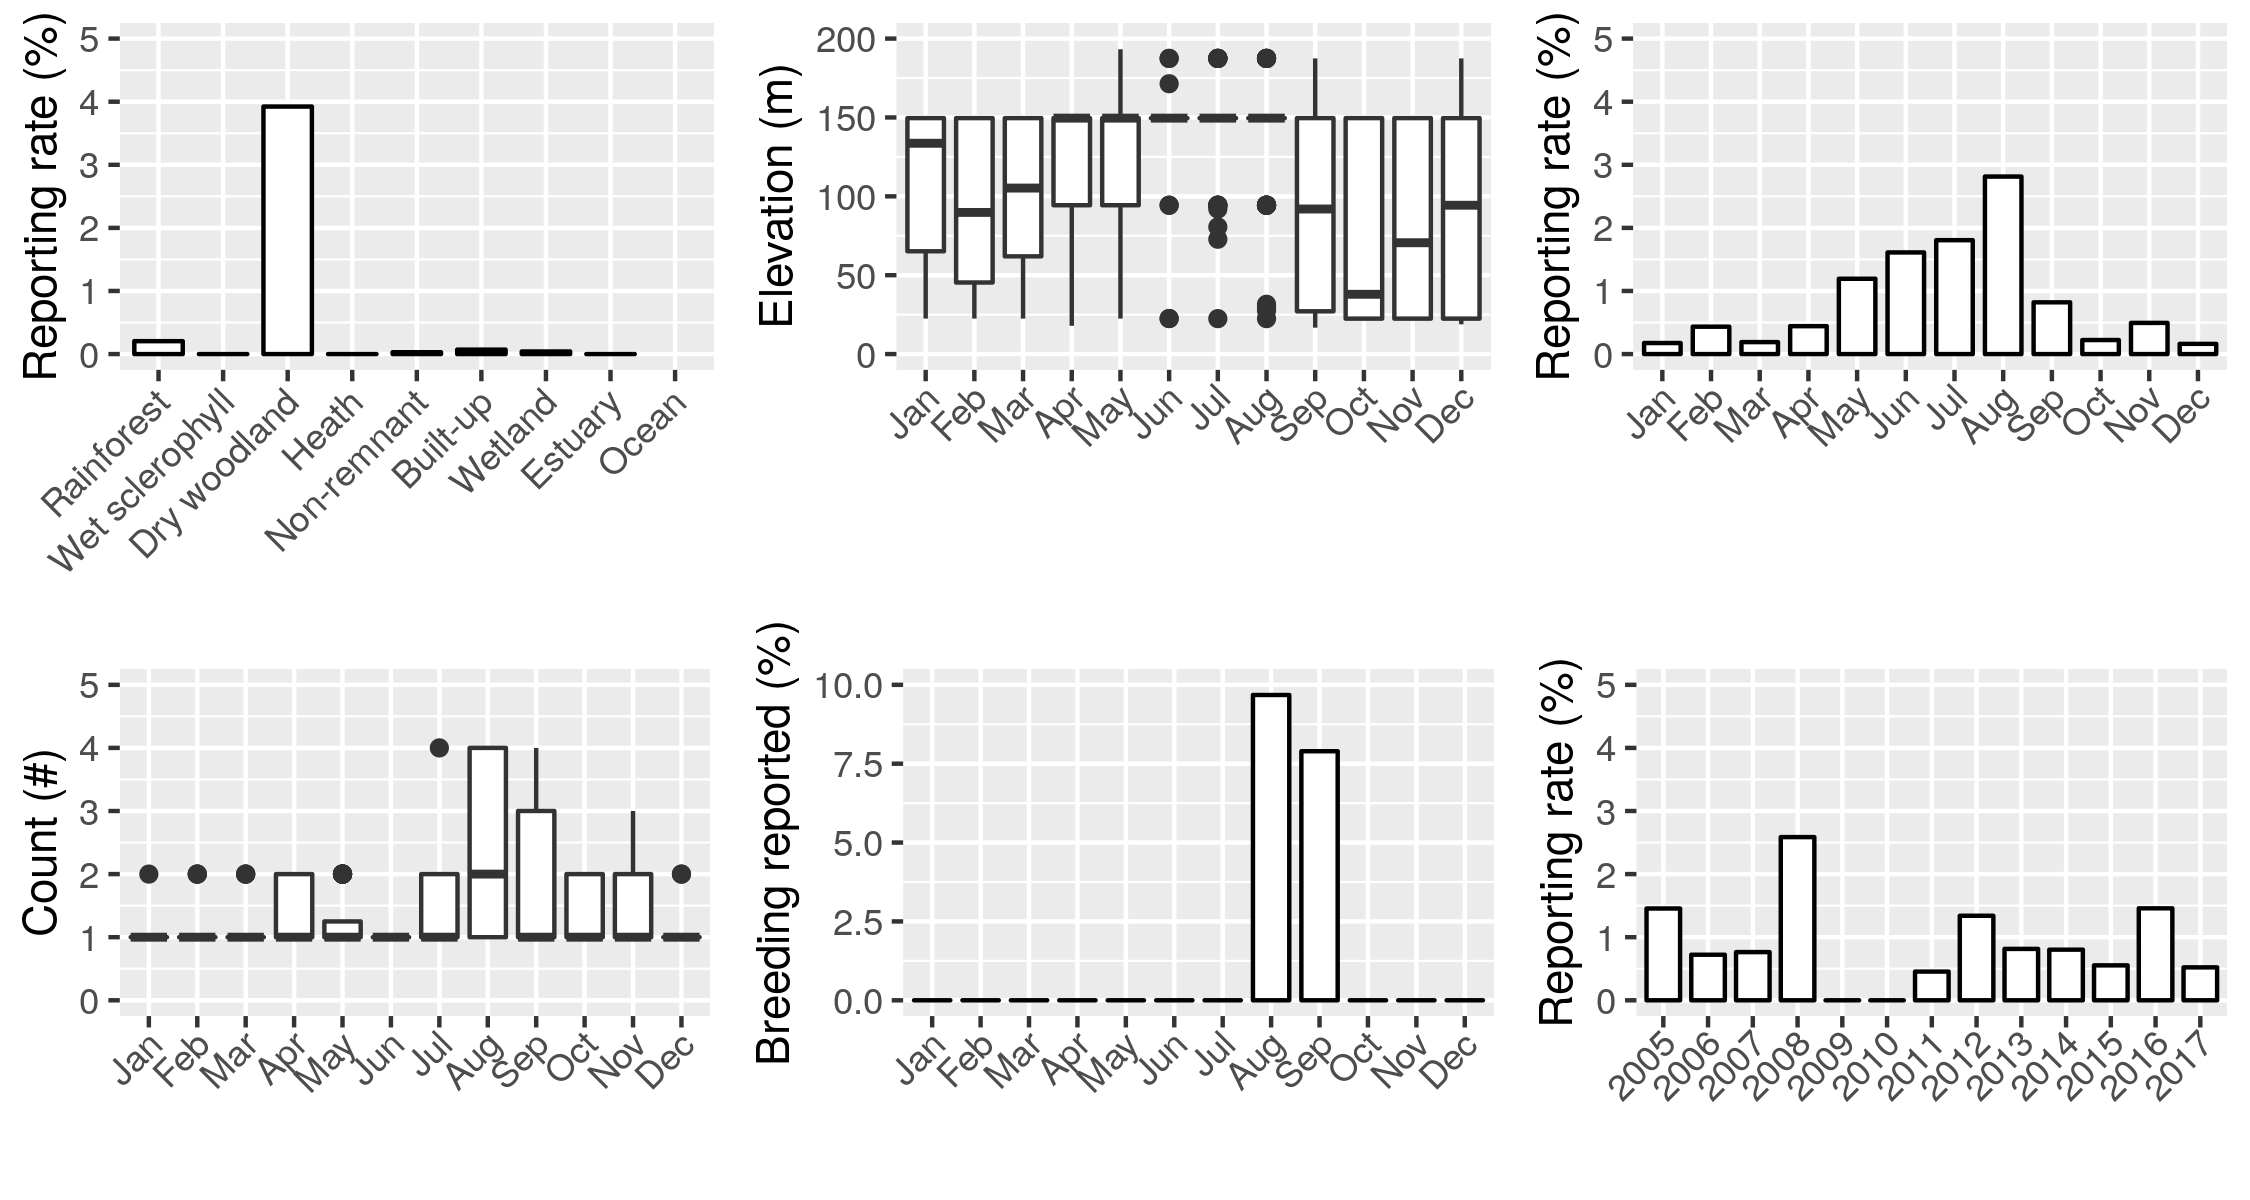 Reporting rate (%)
5
4
3
2
1
0
Rainforest
Wet sclerophyll
Dry woodland
Heath
Non-remnant
Built-up
Wetland
Estuary
Ocean
Elevation (m)
200
150
100
50
0
Jan
Feb
Mar
Apr
May
Jun
Jul
Aug
Sep
Oct
Nov
Dec
Reporting rate (%)
5
4
3
2
1
0
Jan
Feb
Mar
Apr
May
Jun
Jul
Aug
Sep
Oct
Nov
Dec
Count (#)
5
4
3
2
1
0
Jan
Feb
Mar
Apr
May
Jun
Jul
Aug
Sep
Oct
Nov
Dec
Breeding reported (%)
10.0
7.5
5.0
2.5
0.0
Jan
Feb
Mar
Apr
May
Jun
Jul
Aug
Sep
Oct
Nov
Dec
Reporting rate (%)
5
4
3
2
1
0
2005
2006
2007
2008
2009
2010
2011
2012
2013
2014
2015
2016
2017